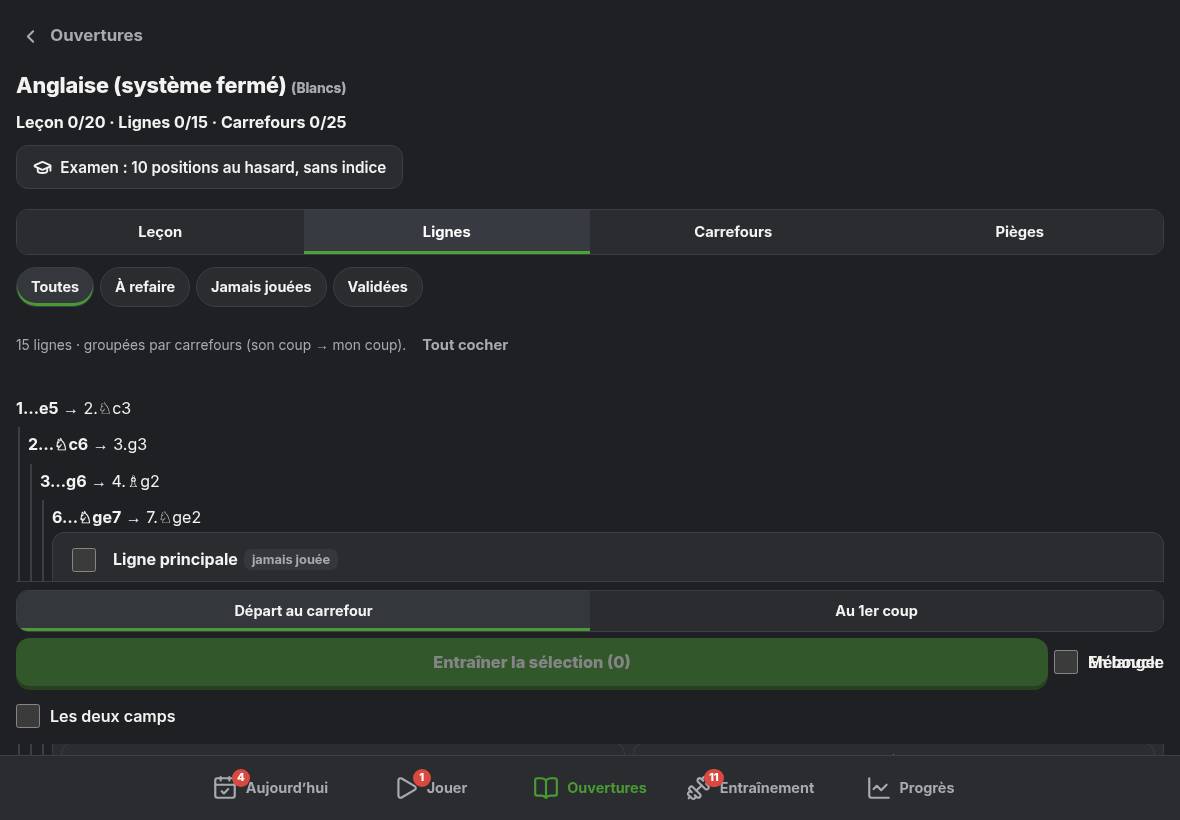 Ouvertures
Anglaise (système fermé) (Blancs)
Leçon 0/20 · Lignes 0/15 · Carrefours 0/25
Examen : 10 positions au hasard, sans indice
Leçon Lignes Carrefours Pièges
Toutes À refaire Jamais jouées Validées
15 lignes · groupées par carrefours (son coup → mon coup). Tout cocher
1…e5 → 2.♘c3
2…♘c6 → 3.g3
3…g6 → 4.♗g2
6…♘ge7 → 7.♘ge2
Ligne principale jamais jouée
Départ au carrefour Au 1er coup
Entraîner la sélection (0)
Les deux camps
4 Aujourd'hui 1 Jouer Ouvertures 11 Entraînement Progrès